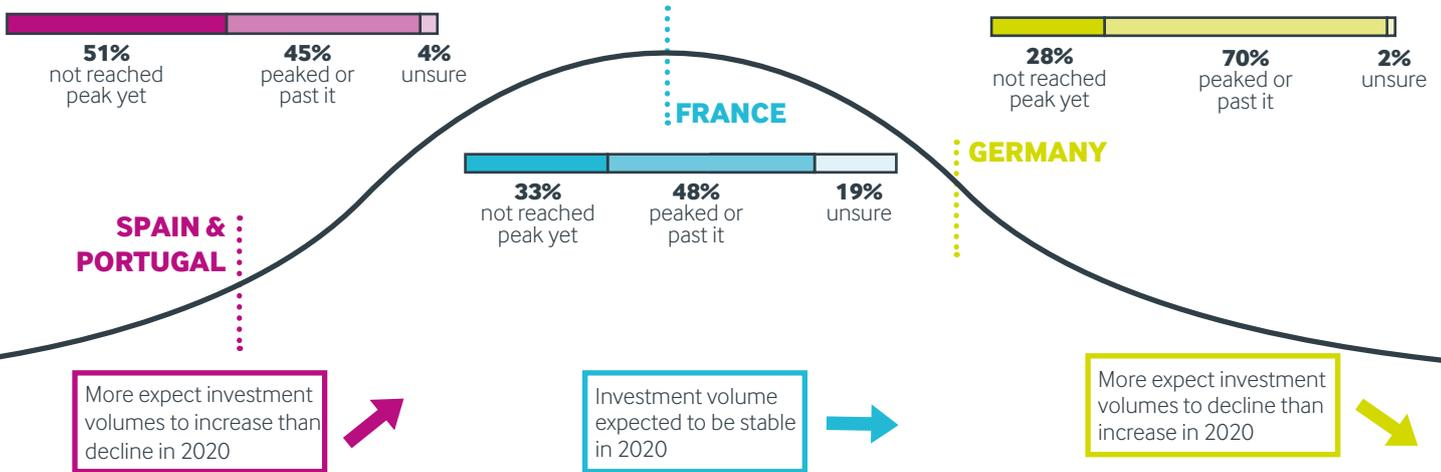 51%
not reached
peak yet
45%
peaked or
past it
4%
unsure
28%
not reached
peak yet
70%
peaked or
past it
2%
unsure
FRANCE
33%
not reached
peak yet
48%
peaked or
past it
19%
unsure
GERMANY
SPAIN &
PORTUGAL
More expect investment
volumes to increase than
decline in 2020
Investment volume
expected to be stable
in 2020
More expect investment
volumes to decline than
increase in 2020